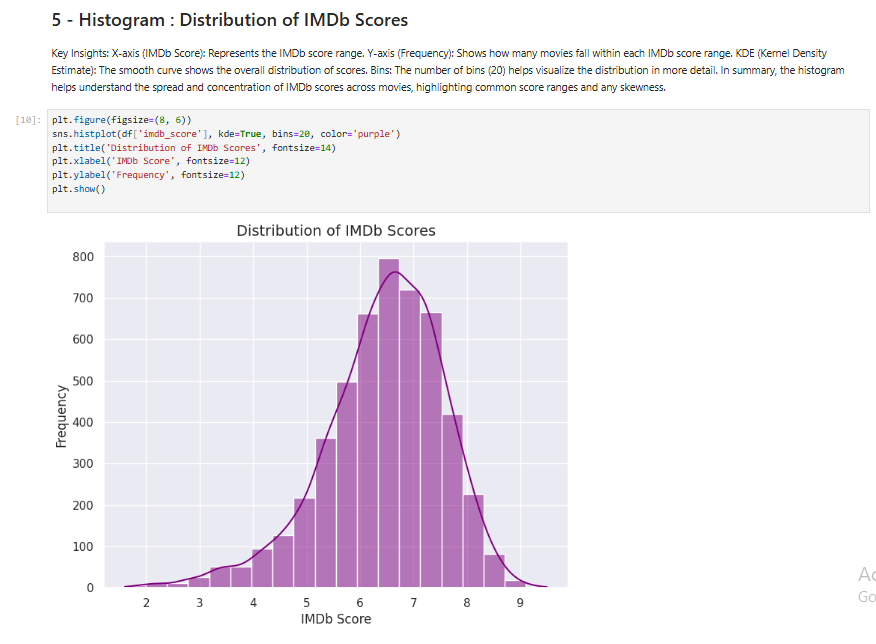 5 - Histogram : Distribution of IMDb Scores
Key Insights: X-axis (IMDb Score): Represents the IMDb score range. Y-axis (Frequency): Shows how many movies fall within each IMDb score range. KDE (Kernel Density
Estimate): The smooth curve shows the overall distribution of scores. Bins: The number of bins (20) helps visualize the distribution in more detail. In summary, the histogram
helps understand the spread and concentration of IMDb scores across movies, highlighting common score ranges and any skewness.
[10]: plt.figure(figsize=(8, 6))
sns.histplot(df['imdb_score'], kde=True, bins=20, color='purple')
plt.title('Distribution of IMDb Scores', fontsize=14)
plt.xlabel('IMDb Score', fontsize=12)
plt.ylabel('Frequency', fontsize=12)
plt.show()
Distribution of IMDb Scores
800
700
600
500
400
300
200
100
0
Frequency
2 3 4 5 6 7 8 9
IMDb Score
Ac
Go